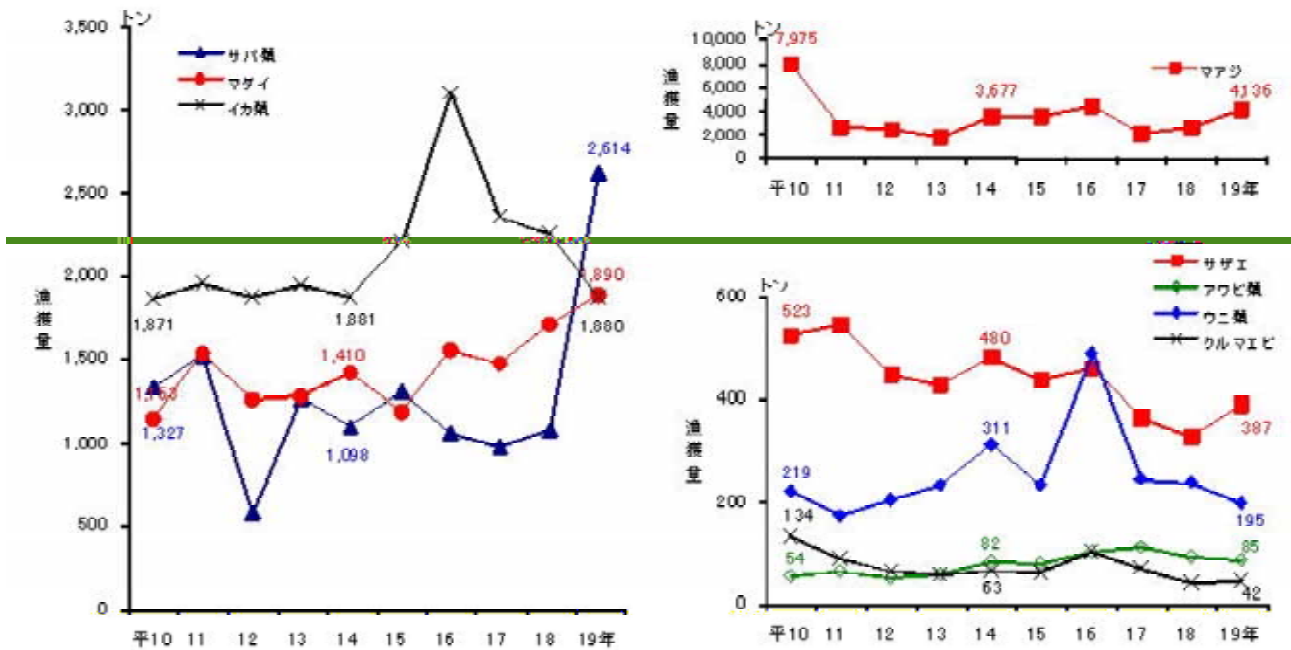 トン
3,500
3,000
2,500
2,000
1,500
1,000
500
0
漁獲量
サバ類
マダイ
イカ類
2,614
1,871
1,881
1,890
1,880
1,410
1,327
1,098
平10 11 12 13 14 15 16 17 18 19年
トン
10,000
8,000
6,000
4,000
2,000
0
漁獲量
マアジ
7,975
3,677
4,136
平10 11 12 13 14 15 16 17 18 19年
トン
600
400
200
0
漁獲量
サザエ
アワビ類
ウニ類
クルマエビ
523
480
387
311
219
195
134
82
85
54
63
42
平10 11 12 13 14 15 16 17 18 19年